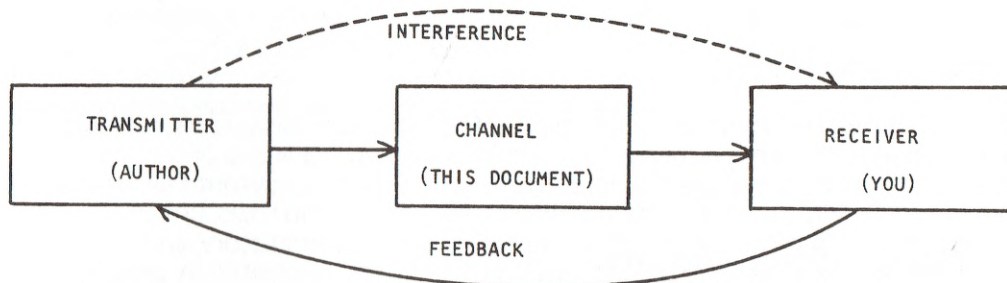 INTERFERENCE
TRANSMITTER
(AUTHOR)
CHANNEL
(THIS DOCUMENT)
RECEIVER
(YOU)
FEEDBACK